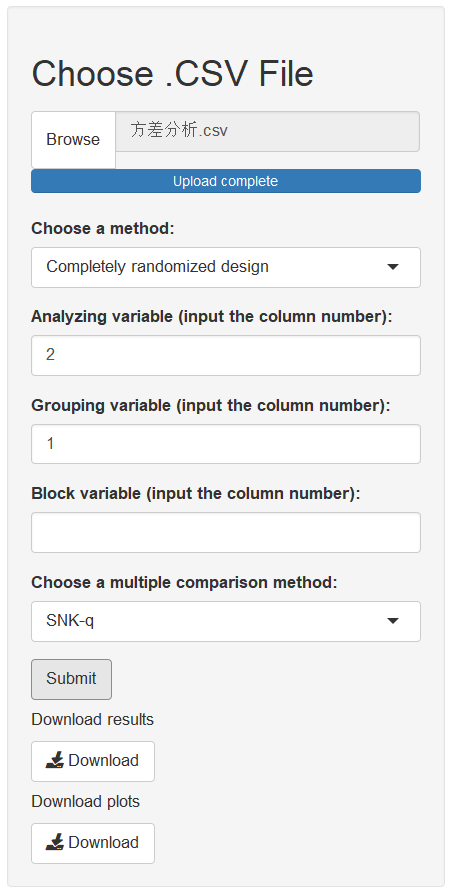 Choose .CSV File
Browse
方差分析.csv
Upload complete
Choose a method:
Completely randomized design
Analyzing variable (input the column number):
2
Grouping variable (input the column number):
1
Block variable (input the column number):
Choose a multiple comparison method:
SNK-q
Submit
Download results
Download
Download plots
Download